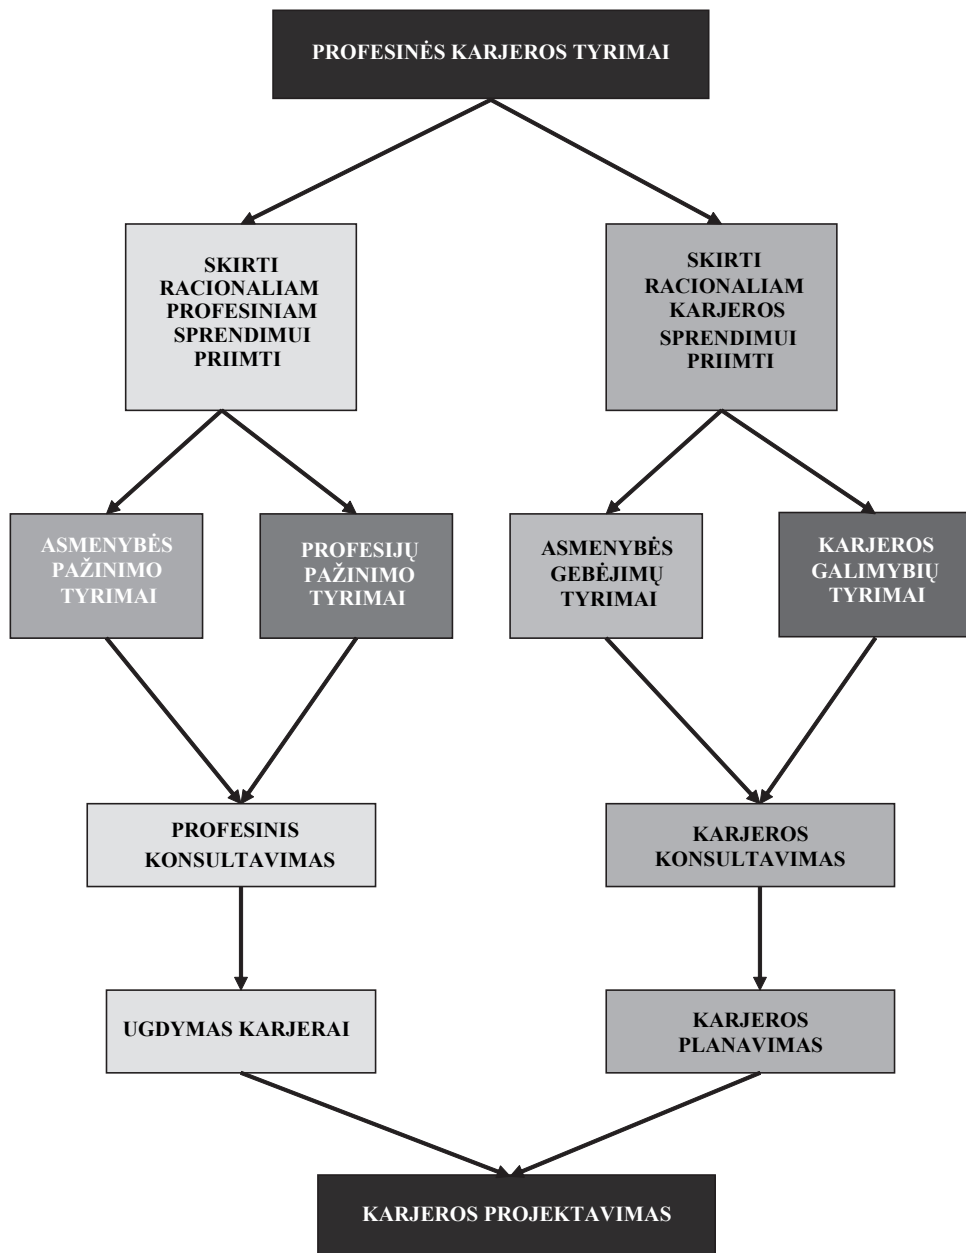 PROFESINĖS KARJEROS TYRIMAI
SKIRTI
RACIONALIAM
PROFESINIAM
SPRENDIMUI
PRIIMTI
SKIRTI
RACIONALIAM
KARJEROS
SPRENDIMUI
PRIIMTI
ASMENYBĖS
PAŽINIMO
TYRIMAI
PROFESIJŲ
PAŽINIMO
TYRIMAI
ASMENYBĖS
GEBĖJIMŲ
TYRIMAI
KARJEROS
GALIMYBIŲ
TYRIMAI
PROFESINIS
KONSULTAVIMAS
KARJEROS
KONSULTAVIMAS
UGDYMAS KARJERAI
KARJEROS
PLANAVIMAS
KARJEROS PROJEKTAVIMAS